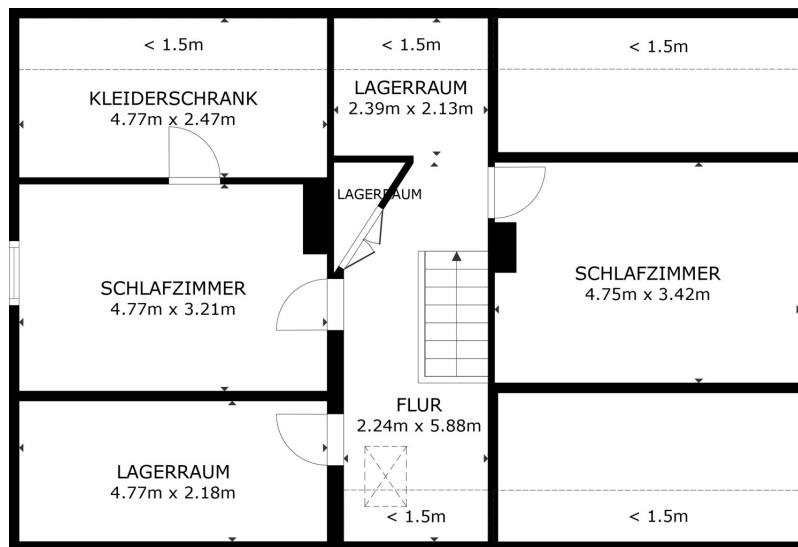 < 1.5m
< 1.5m
< 1.5m
KLEIDERSCHRANK
4.77m x 2.47m
LAGERRAUM
2.39m x 2.13m
LAGERRAUM
SCHLAFZIMMER
4.77m x 3.21m
SCHLAFZIMMER
4.75m x 3.42m
FLUR
2.24m x 5.88m
LAGERRAUM
4.77m x 2.18m
< 1.5m
< 1.5m